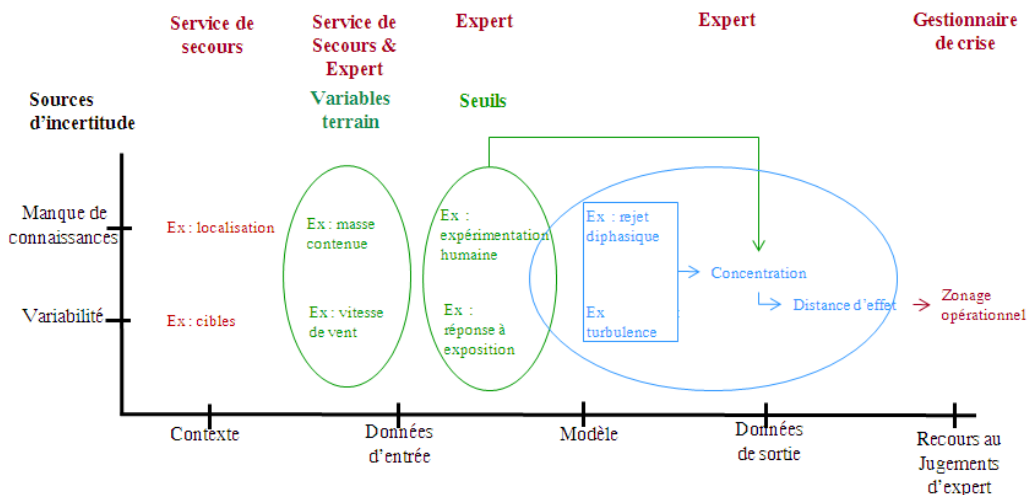 Service de
secours
Service de
Secours &
Expert
Expert
Expert
Gestionnaire
de crise
Sources
d'incertitude
Variables
terrain
Seuils
Manque de
connaissances
Ex : localisation
Ex : masse
contenue
Ex :
expérimentation
humaine
Ex : rejet
diphasique
Concentration
Variabilité
Ex : cibles
Ex : vitesse
de vent
Ex :
réponse à
exposition
Ex :
turbulence
Distance d'effet
Zonage
opérationnel
Contexte
Données
d'entrée
Modèle
Données
de sortie
Recours au
Jugements
d'expert